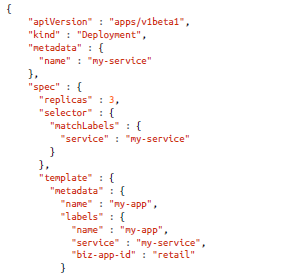 {
"apiVersion" : "apps/v1beta1",
"kind" : "Deployment",
"metadata" : {
"name" : "my-service"
},
"spec" : {
"replicas" : 3,
"selector" : {
"matchLabels" : {
"service" : "my-service"
}
},
"template" : {
"metadata" : {
"name" : "my-app",
"labels" : {
"name" : "my-app",
"service" : "my-service",
"biz-app-id" : "retail"
}